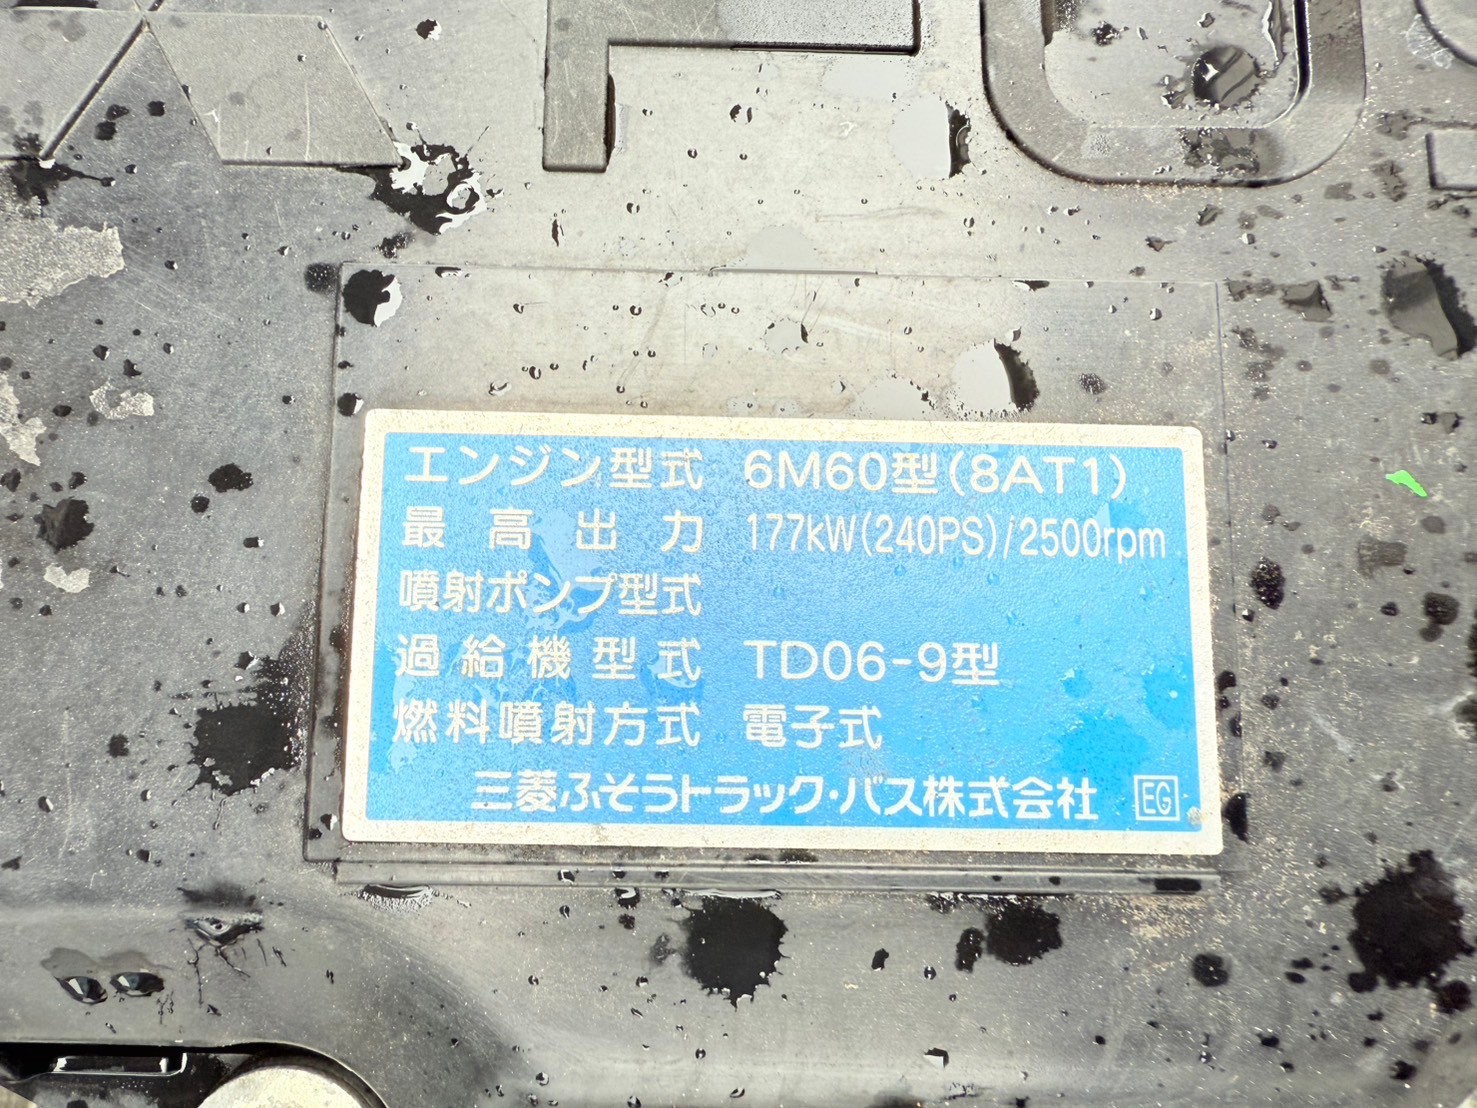 エンジン型式 6M60型(8AT1)
最高出力 177kW(240PS)/2500rpm
噴射ポンプ型式
過給機型式 TD06-9型
燃料噴射方式 電子式
三菱ふそうトラック・バス株式会社 EG